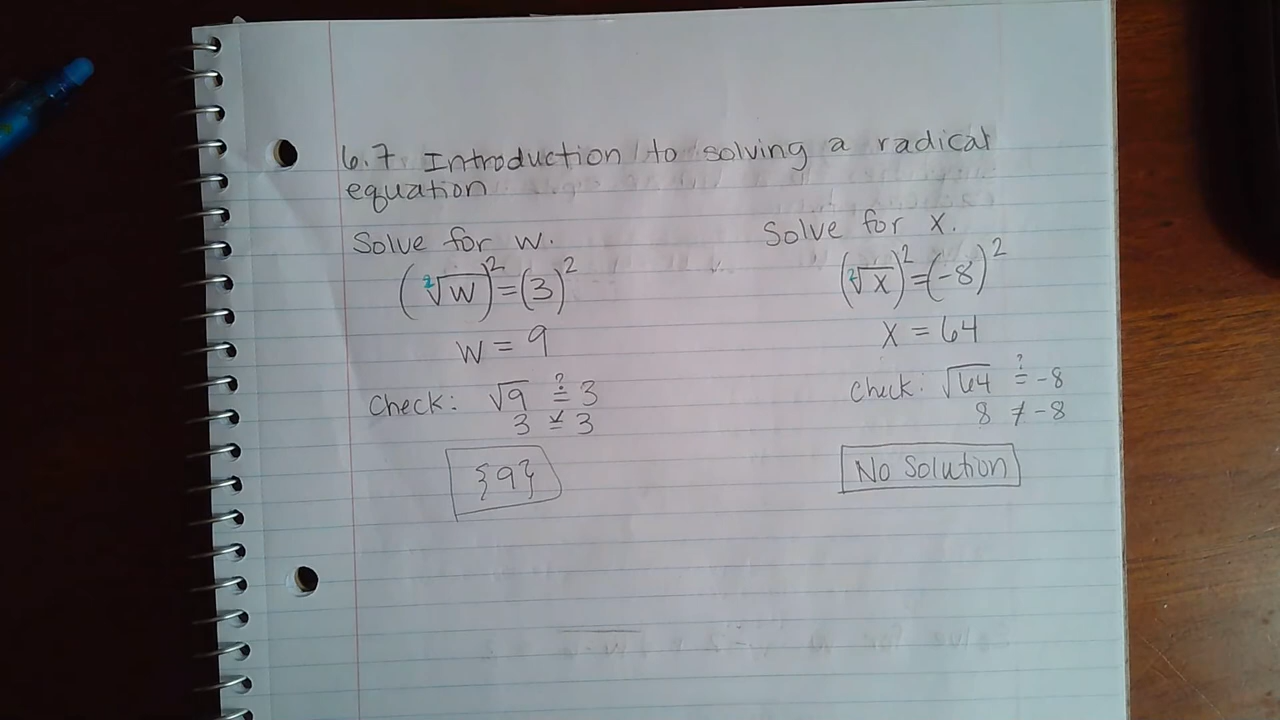 6.7 Introduction to solving a radical
equation
Solve for w.
(²√w)²=(3)²
w = 9
Check: √9 ≟ 3
3 ≚ 3
{9}
Solve for x.
(²√x)²=(-8)²
x = 64
Check: √64 ≟ -8
8 ≠ -8
No Solution